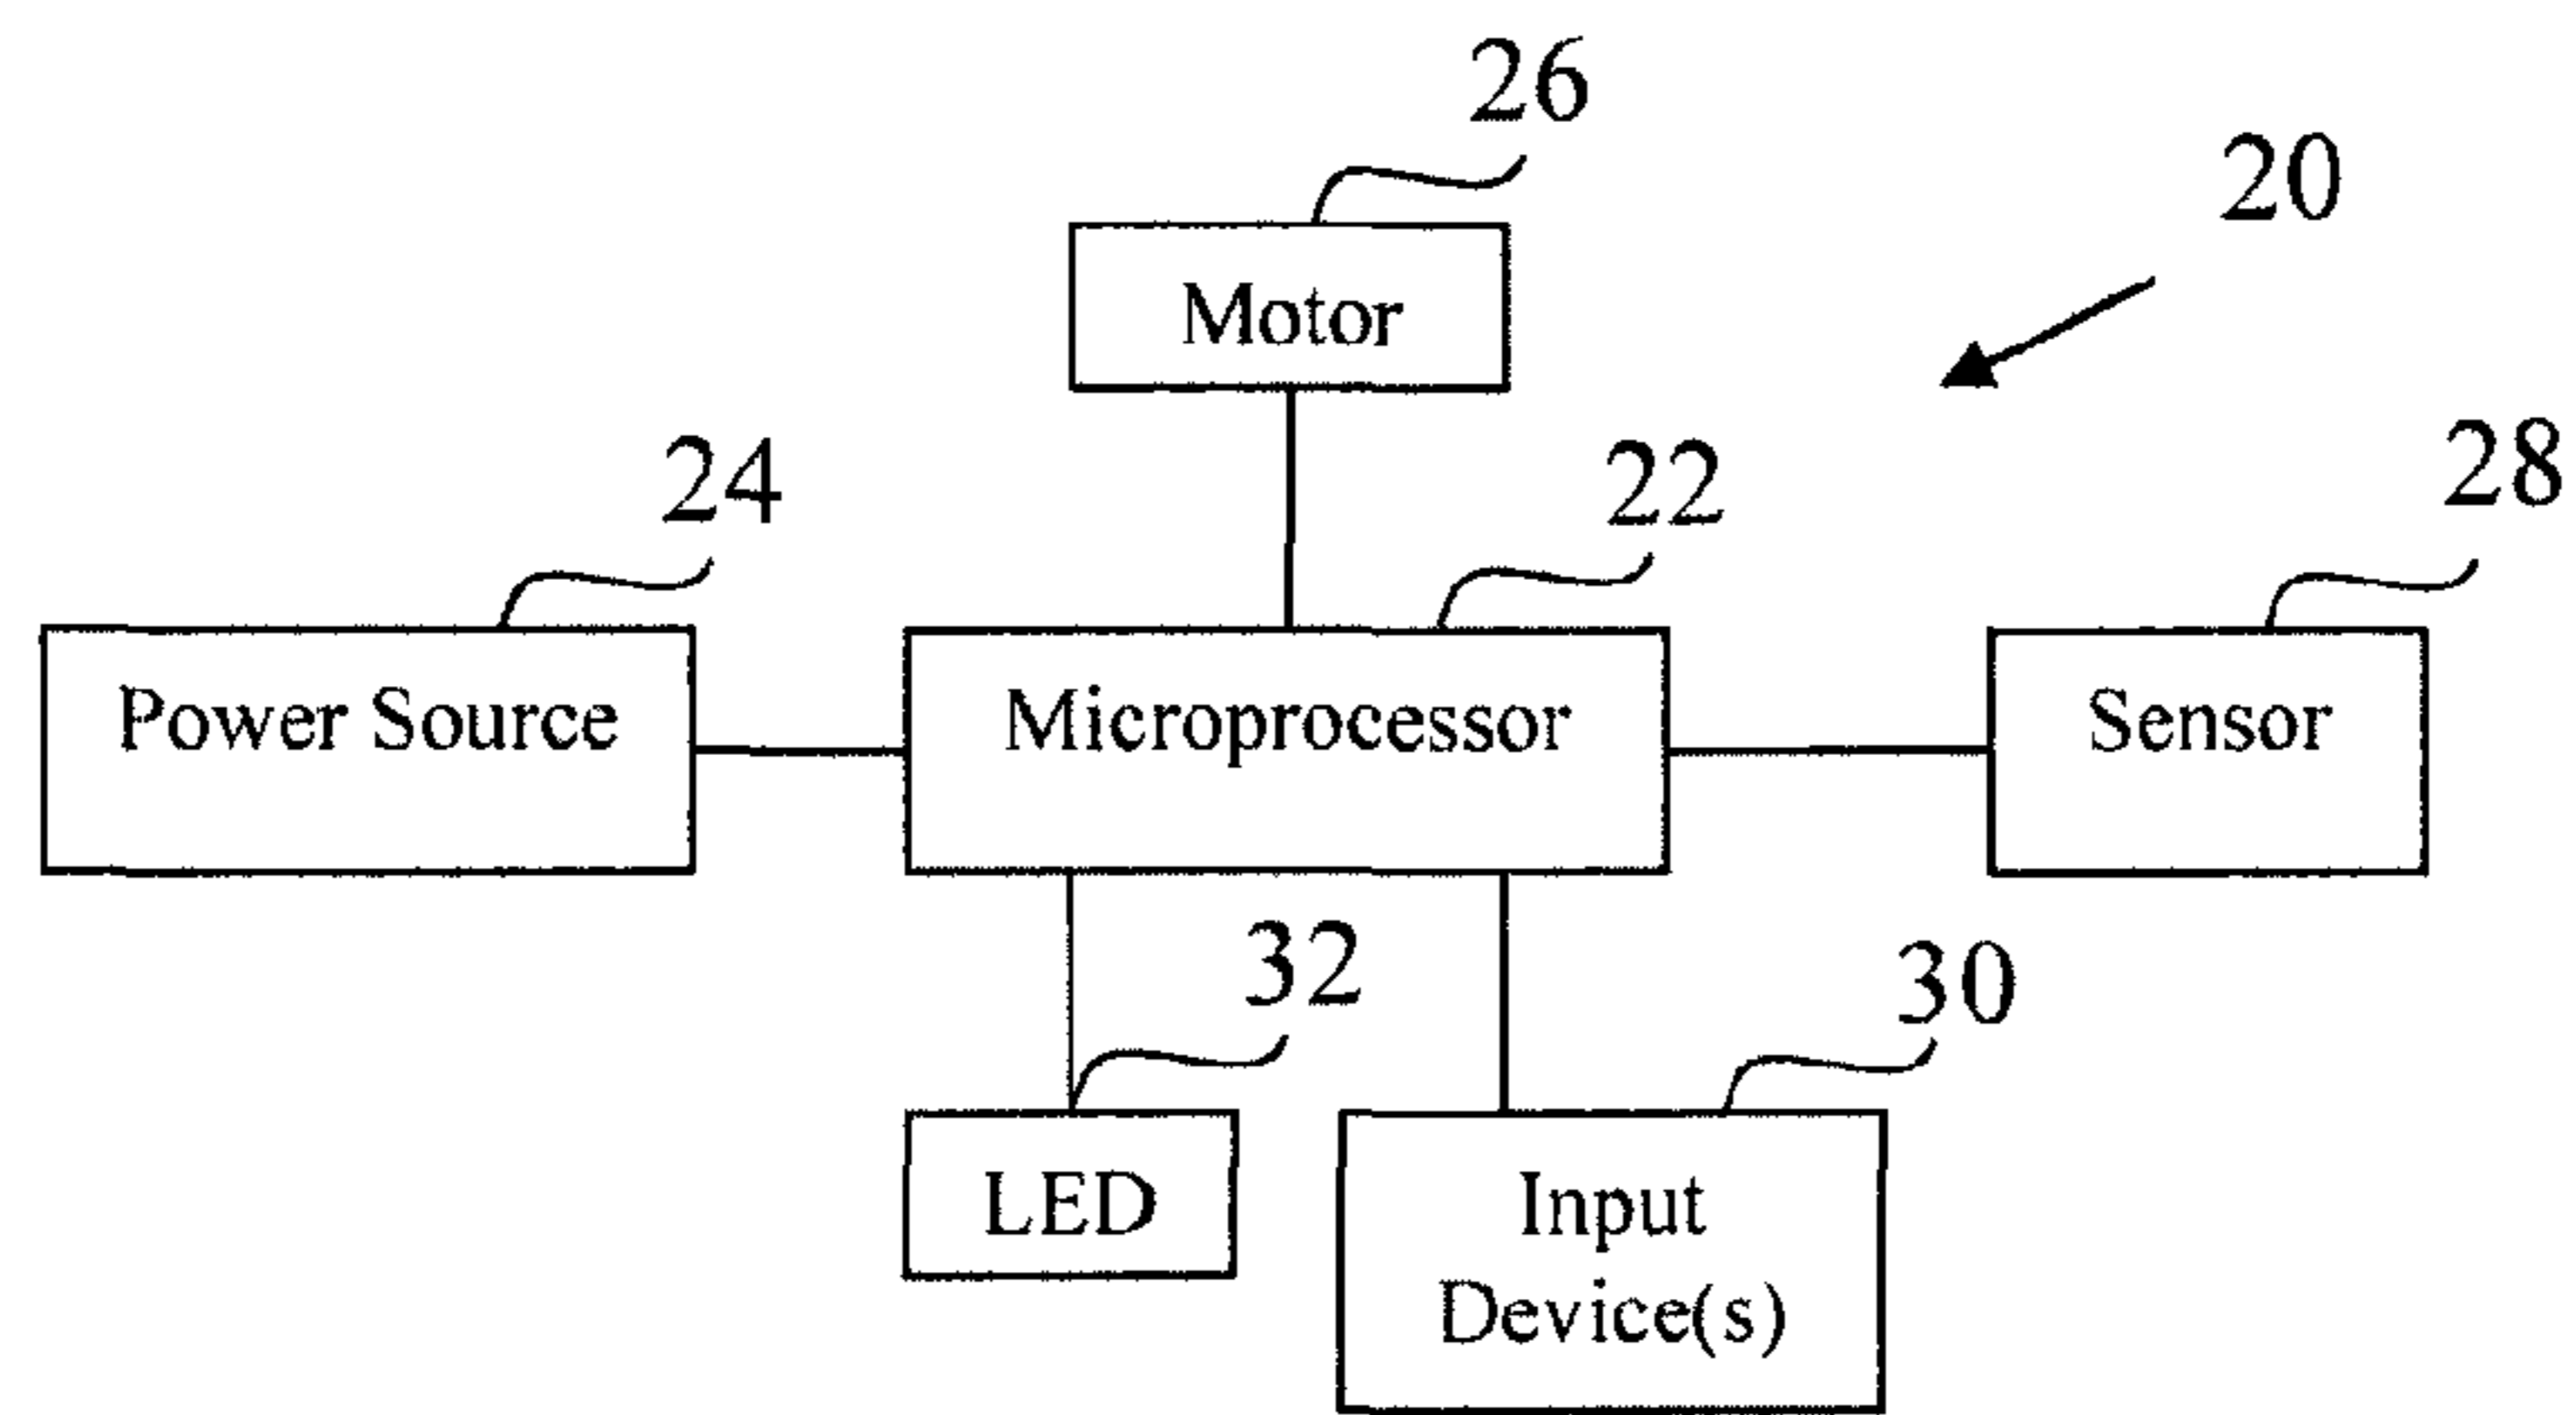 26
20
Motor
24
22
28
Power Source
Microprocessor
Sensor
32
30
LED
Input
Device(s)